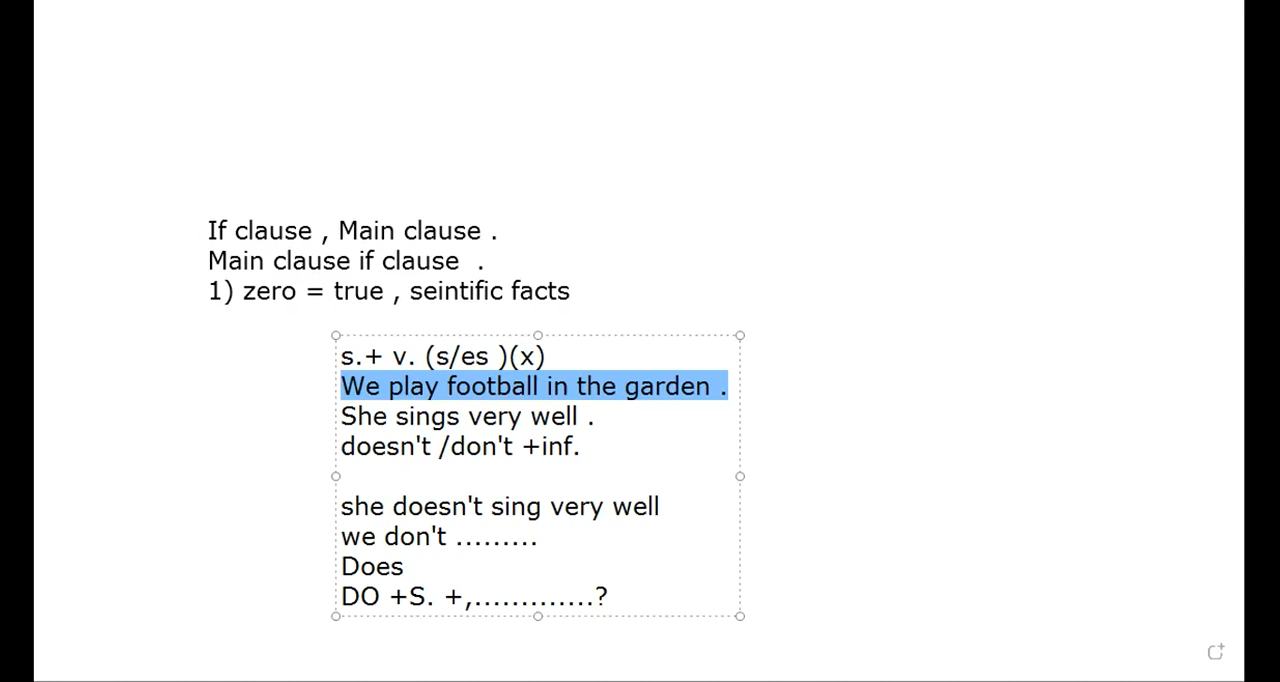 If clause , Main clause .
Main clause if clause  .
1) zero = true , seintific facts
s.+ v. (s/es )(x)
We play football in the garden .
She sings very well .
doesn't /don't +inf.
she doesn't sing very well
we don't .........
Does
DO +S. +,.............?